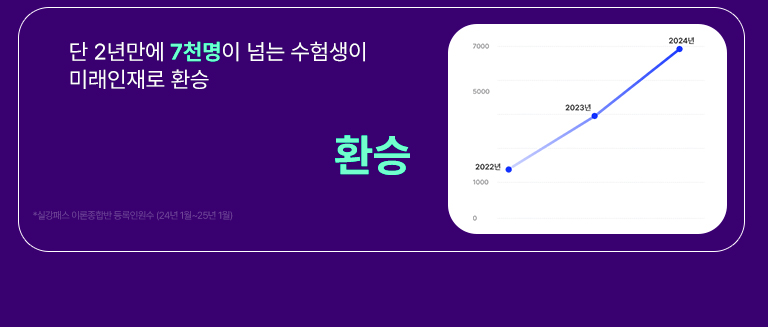 단 2년만에 7천명이 넘는 수험생이
미래인재로 환승
환승
*실강패스 이론종합반 등록인원수 (24년 1월~25년 1월)
7000
5000
1000
0
2022년
2023년
2024년